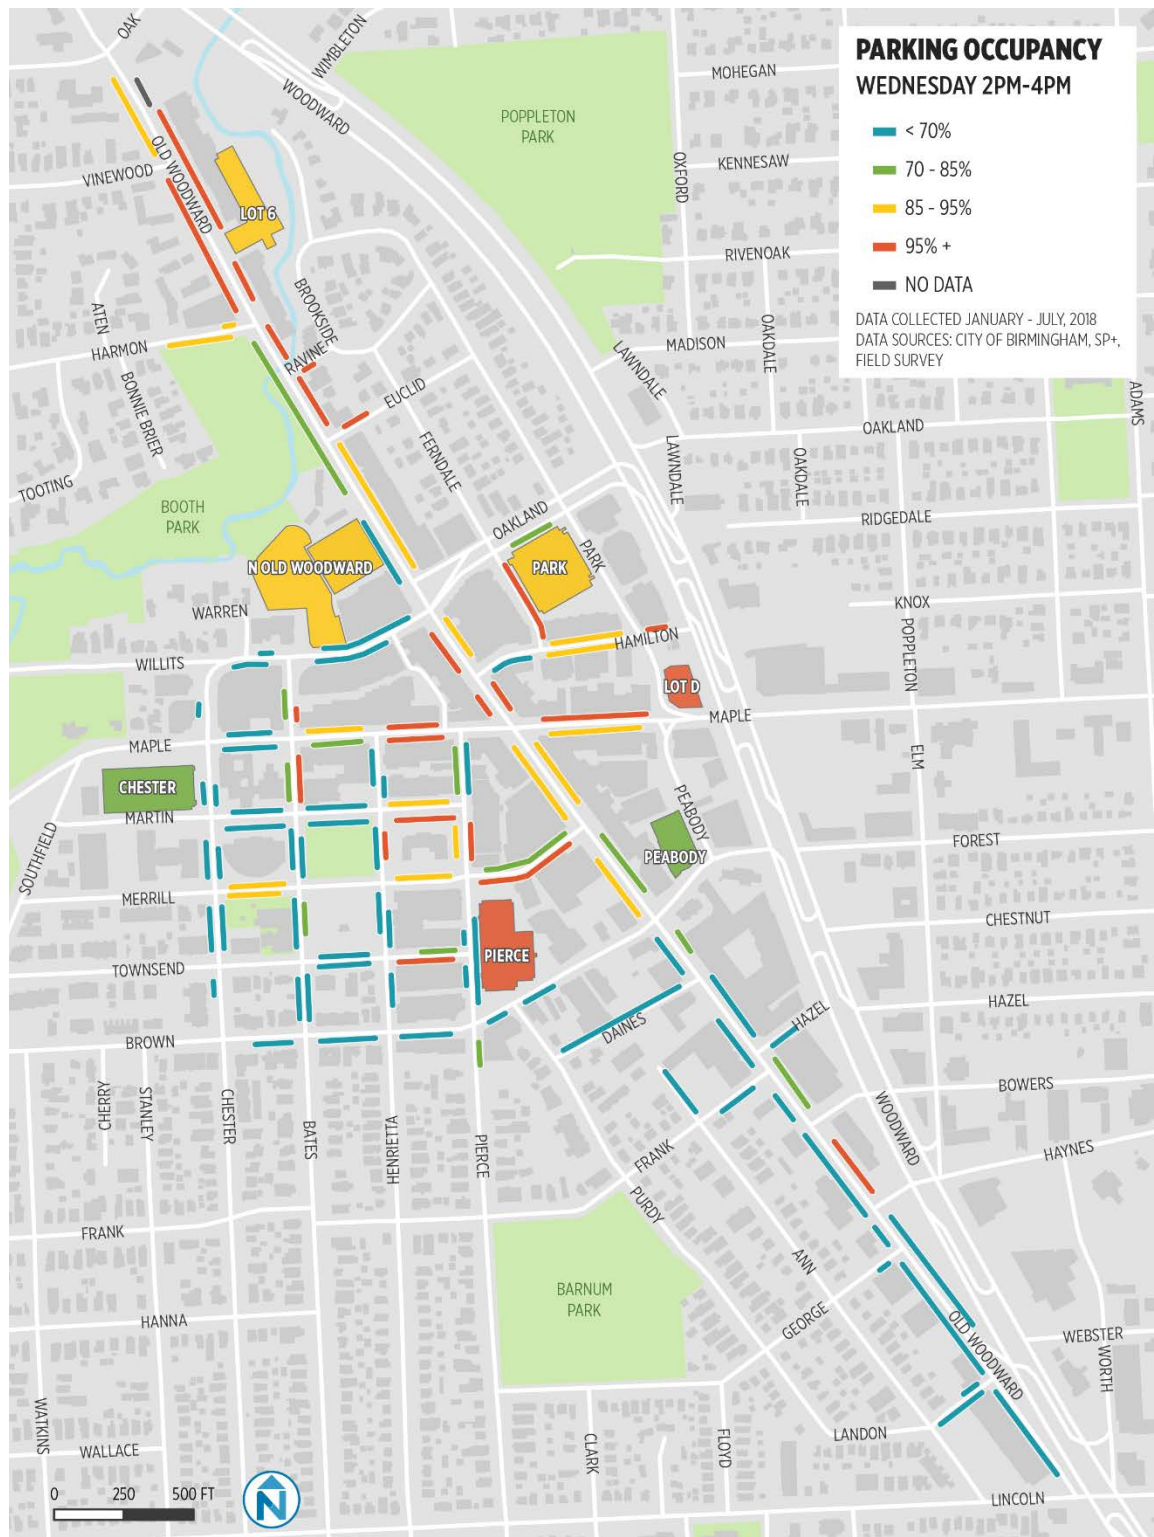 PARKING OCCUPANCY
WEDNESDAY 2PM-4PM
< 70%
70 - 85%
85 - 95%
95% +
NO DATA
DATA COLLECTED JANUARY - JULY, 2018
DATA SOURCES: CITY OF BIRMINGHAM, SP+,
FIELD SURVEY
OAK
WIMBLETON
WOODWARD
MOHEGAN
POPPLETON
PARK
OLD WOODWARD
VINEWOOD
KENNESAW
OXFORD
LOT 6
RIVENOAK
BROOKSIDE
ATEN
HARMON
RAVINE
MADISON
OAKDALE
LAWNDALE
BONNIE BRIER
EUCLID
ADAMS
FERNDALE
OAKLAND
LAWNDALE
OAKDALE
TOOTING
BOOTH
PARK
OAKLAND
PARK
RIDGEDALE
N OLD WOODWARD
PARK
WARREN
KNOX
POPPLETON
HAMILTON
WILLITS
LOT D
MAPLE
MAPLE
ELM
CHESTER
PEABODY
MARTIN
SOUTHFIELD
PEABODY
FOREST
MERRILL
CHESTNUT
PIERCE
TOWNSEND
HAZEL
HAZEL
DAINES
BROWN
CHERRY
STANLEY
CHESTER
BATES
HENRIETTA
PIERCE
BOWERS
WOODWARD
HAYNES
FRANK
PURDY
FRANK
ANN
BARNUM
PARK
HANNA
GEORGE
OLD WOODWARD
WEBSTER
WORTH
WATKINS
WALLACE
CLARK
FLOYD
LANDON
LINCOLN
0 250 500 FT
N